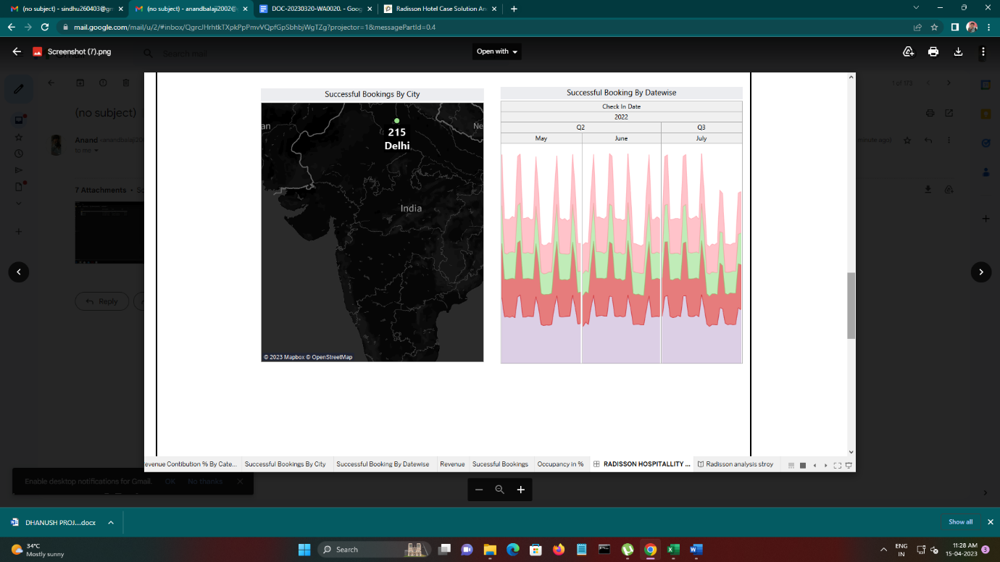 (no subject) - sindhu260403@gm
(no subject) - anandbalaji2002@
DOC-20230320-WA0020. - Goog
Radisson Hotel Case Solution An
mail.google.com/mail/u/2/#inbox/QgrcJHrhtkTXpkPpPmvVQpfGpSbhbjWgTZg?projector=1&messagePartId=0.4
Screenshot (7).png
Search mail
Open with
1 of 173
(no subject)
Anand
to me
minute ago)
7 Attachments
Reply
Successful Bookings By City
215
Delhi
India
an
Ne
© 2023 Mapbox © OpenStreetMap
Successful Booking By Datewise
Check In Date
2022
Q2 Q3
May June July
evenue Contibution % By Cate... Successful Bookings By City Successful Booking By Datewise Revenue Sucessful Bookings Occupancy in % RADISSON HOSPITALLITY ... Radisson analysis stroy
Enable desktop notifications for Gmail. OK No thanks
DHANUSH PROJ....docx
Show all
34°C
Mostly sunny
Search
ENG
IN
11:28 AM
15-04-2023
3